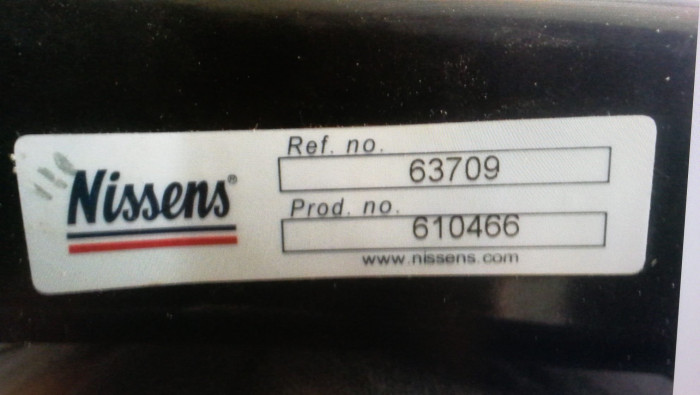 Nissens®
Ref. no.
63709
Prod. no.
610466
www.nissens.com